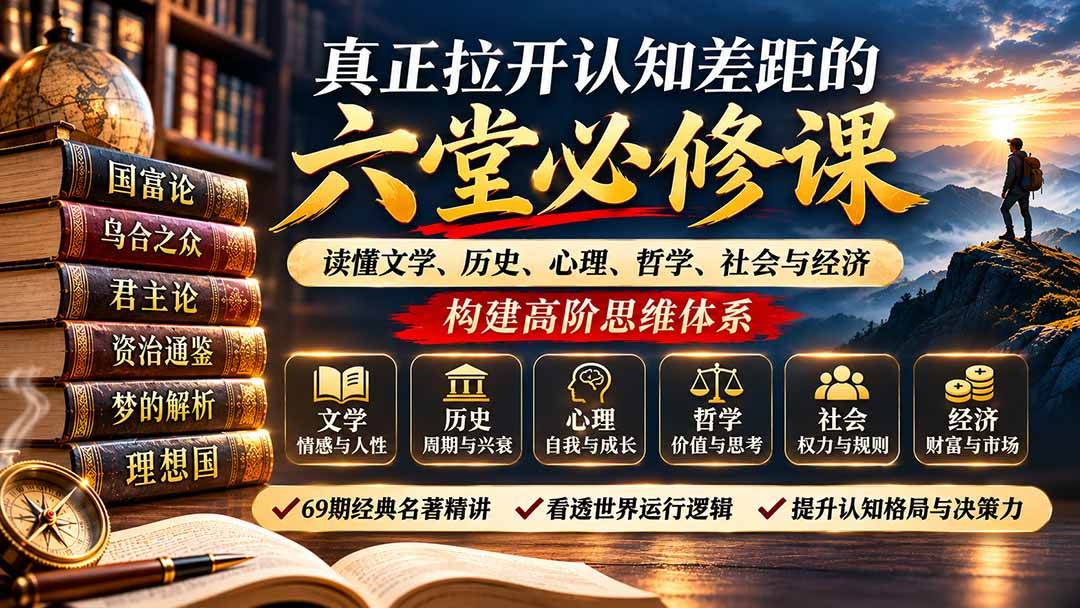 真正拉开认知差距的
六堂必修课
读懂文学、历史、心理、哲学、社会与经济
构建高阶思维体系
国富论
乌合之众
君主论
资治通鉴
梦的解析
理想国
文学
情感与人性
历史
周期与兴衰
心理
自我与成长
哲学
价值与思考
社会
权力与规则
经济
财富与市场
69期经典名著精讲
看透世界运行逻辑
提升认知格局与决策力